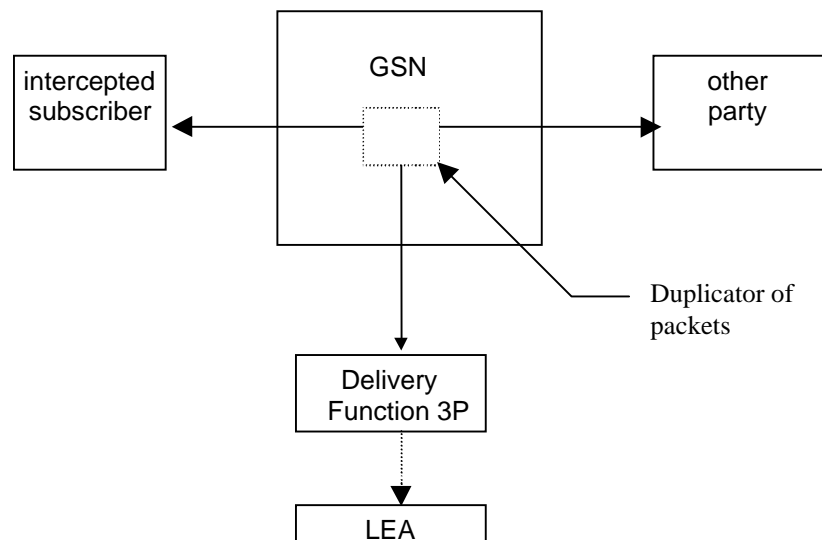 GSN
intercepted
subscriber
other
party
Duplicator of
packets
Delivery
Function 3P
LEA